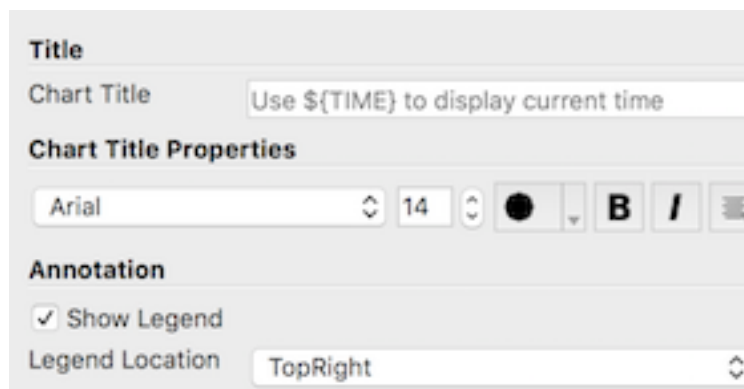 Title
Chart Title Use ${TIME} to display current time
Chart Title Properties
Arial 14 B I
Annotation
Show Legend
Legend Location TopRight